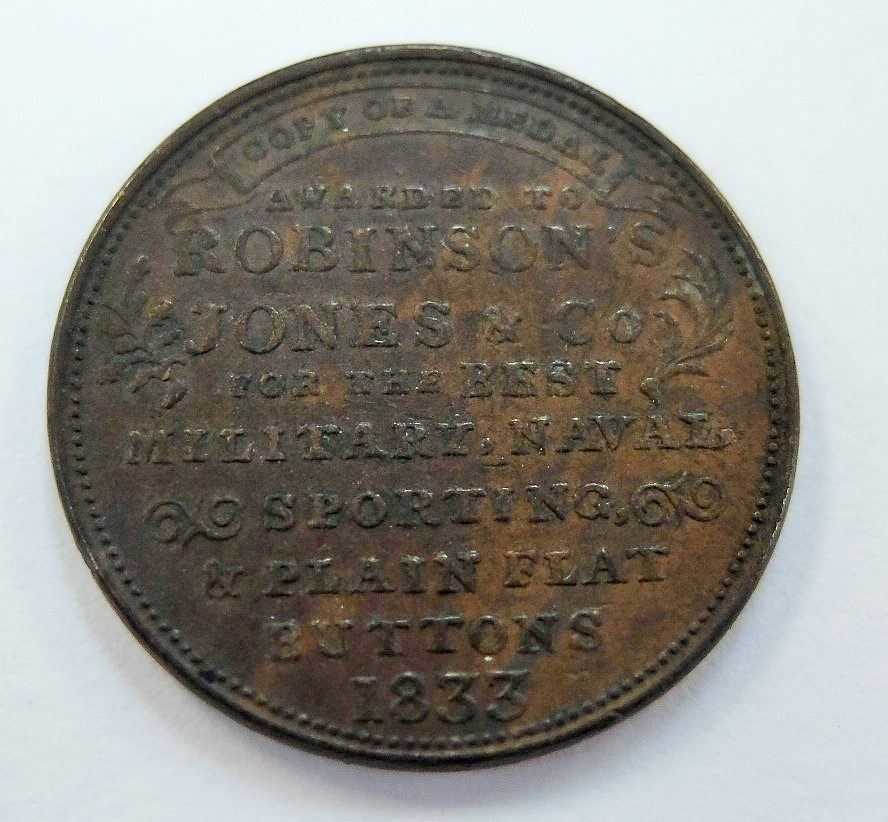 COPY OF A MEDAL
AWARDED TO
ROBINSON'S
JONES & Co
FOR THE BEST
MILITARY, NAVAL,
SPORTING,
& PLAIN FLAT
BUTTONS
1833